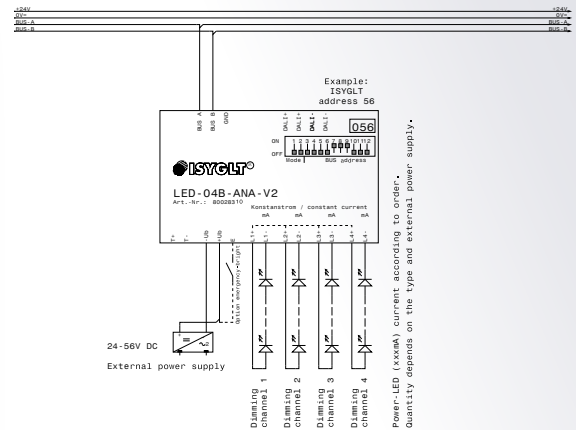 +24V
0V=
BUS-A
BUS-B
+24V
0V=
BUS-A
BUS-B
Example:
ISYGLT
address 56
BUS A
BUS B
GND
DALI+
DALI+
DALI-
DALI-
056
ON
1 2 3 4 5 6 7 8 9 10 11 12
OFF
Mode
BUS address
ISYGLT®
LED-04B-ANA-V2
Art.-Nr.: 80028310
Konstanstrom / constant current
mA mA mA mA
T+
T-
-Ub
+Ub
E
L1+
L1-
L2+
L2-
L3+
L3-
L4+
L4-
Option emergency-bright
+
-
=
~
24-56V DC
External power supply
Dimming
channel 1
Dimming
channel 2
Dimming
channel 3
Dimming
channel 4
Power-LED (xxxmA) current according to order.
Quantity depends on the type and external power supply.